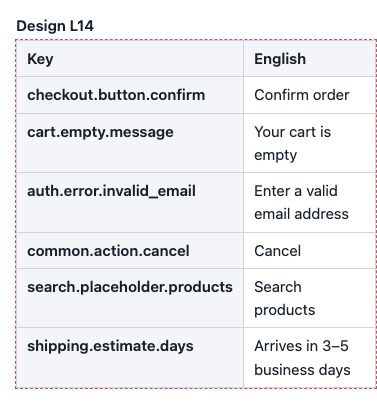 Design L14
Key English
checkout.button.confirm Confirm order
cart.empty.message Your cart is
empty
auth.error.invalid_email Enter a valid
email address
common.action.cancel Cancel
search.placeholder.products Search
products
shipping.estimate.days Arrives in 3–5
business days